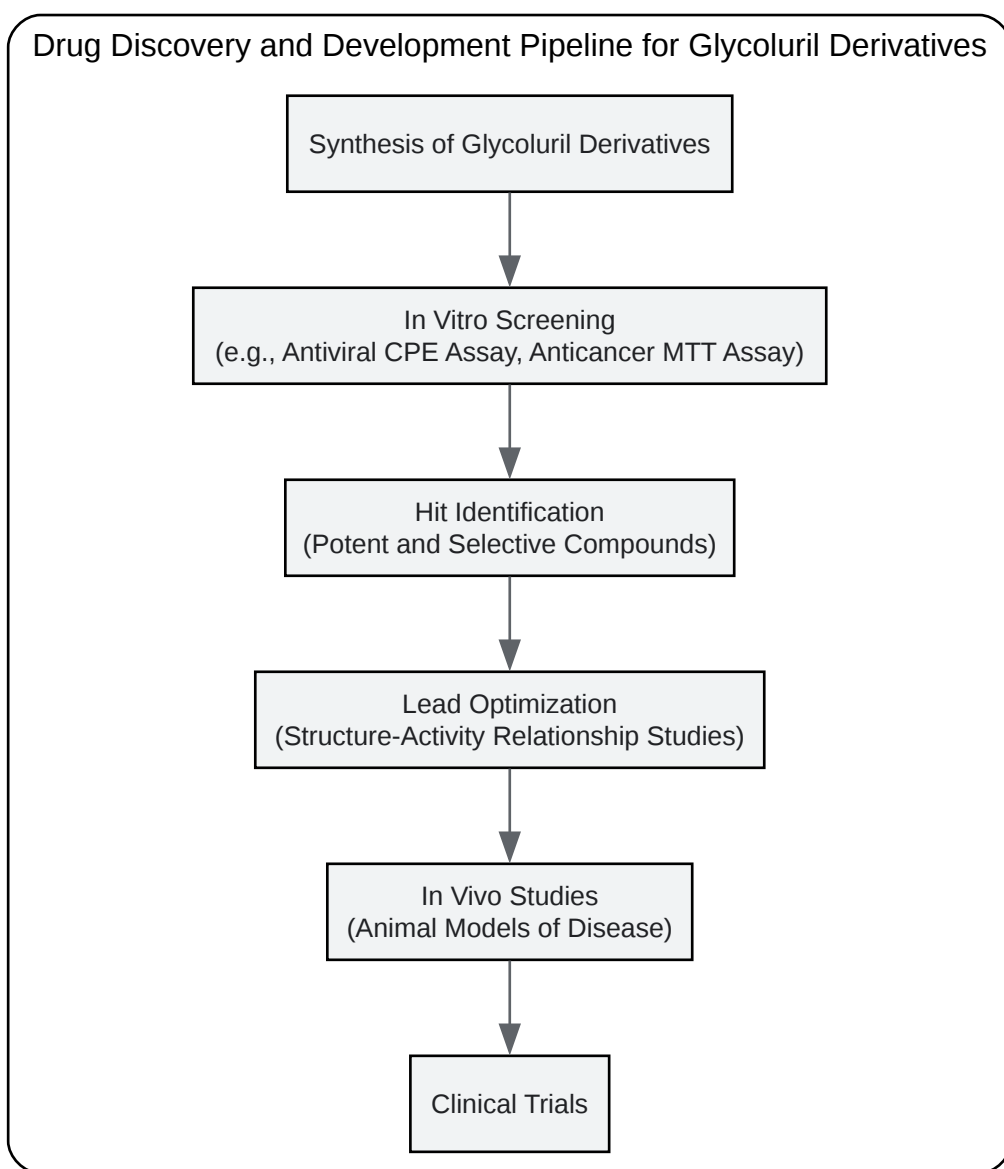 Drug Discovery and Development Pipeline for Glycoluril Derivatives
Synthesis of Glycoluril Derivatives
In Vitro Screening
(e.g., Antiviral CPE Assay, Anticancer MTT Assay)
Hit Identification
(Potent and Selective Compounds)
Lead Optimization
(Structure-Activity Relationship Studies)
In Vivo Studies
(Animal Models of Disease)
Clinical Trials